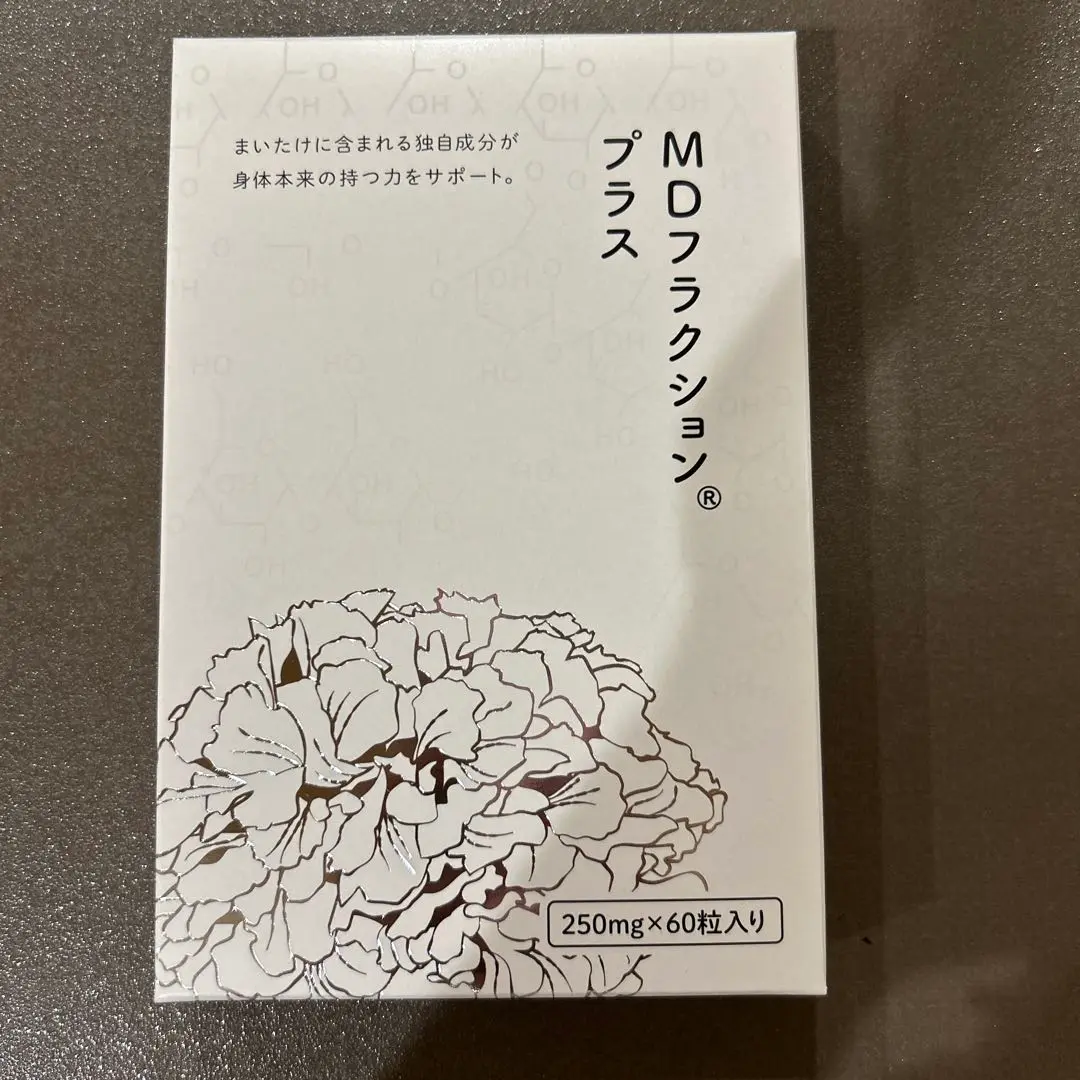 MDフラクション®
プラス
まいたけに含まれる独自成分が
身体本来の持つ力をサポート。
250mg×60粒入り